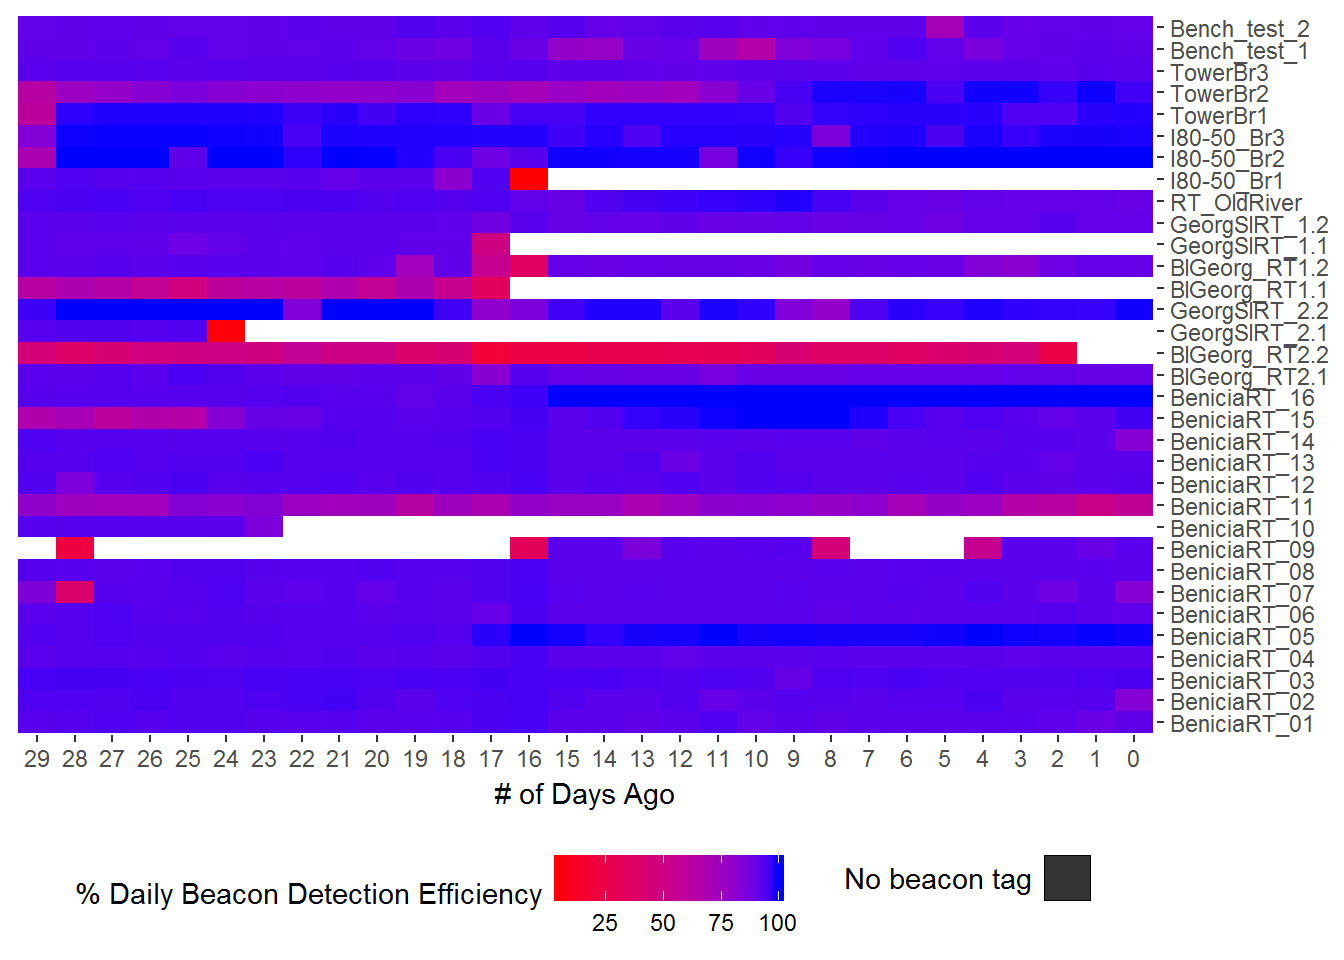 Bench_test_2
Bench_test_1
TowerBr3
TowerBr2
TowerBr1
I80-50_Br3
I80-50_Br2
I80-50_Br1
RT_OldRiver
GeorgSlRT_1.2
GeorgSlRT_1.1
BlGeorg_RT1.2
BlGeorg_RT1.1
GeorgSlRT_2.2
GeorgSlRT_2.1
BlGeorg_RT2.2
BlGeorg_RT2.1
BeniciaRT_16
BeniciaRT_15
BeniciaRT_14
BeniciaRT_13
BeniciaRT_12
BeniciaRT_11
BeniciaRT_10
BeniciaRT_09
BeniciaRT_08
BeniciaRT_07
BeniciaRT_06
BeniciaRT_05
BeniciaRT_04
BeniciaRT_03
BeniciaRT_02
BeniciaRT_01
29 28 27 26 25 24 23 22 21 20 19 18 17 16 15 14 13 12 11 10 9 8 7 6 5 4 3 2 1 0
# of Days Ago
% Daily Beacon Detection Efficiency
25 50 75 100
No beacon tag